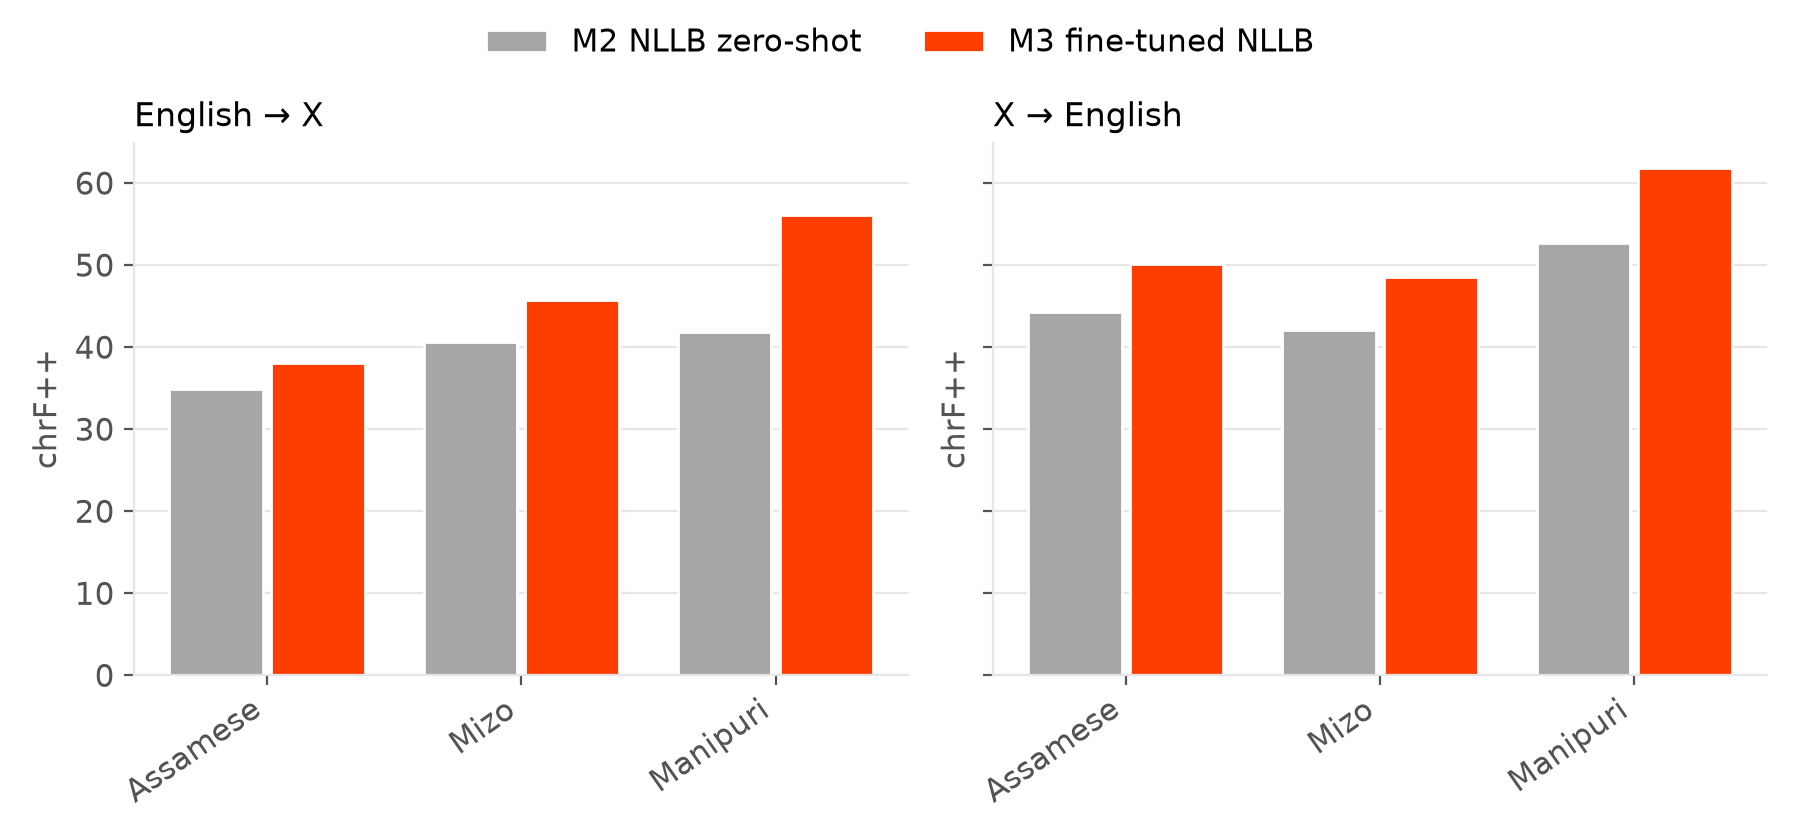 M2 NLLB zero-shot
M3 fine-tuned NLLB
English → X
chrF++
60
50
40
30
20
10
0
Assamese
Mizo
Manipuri
X → English
chrF++
Assamese
Mizo
Manipuri